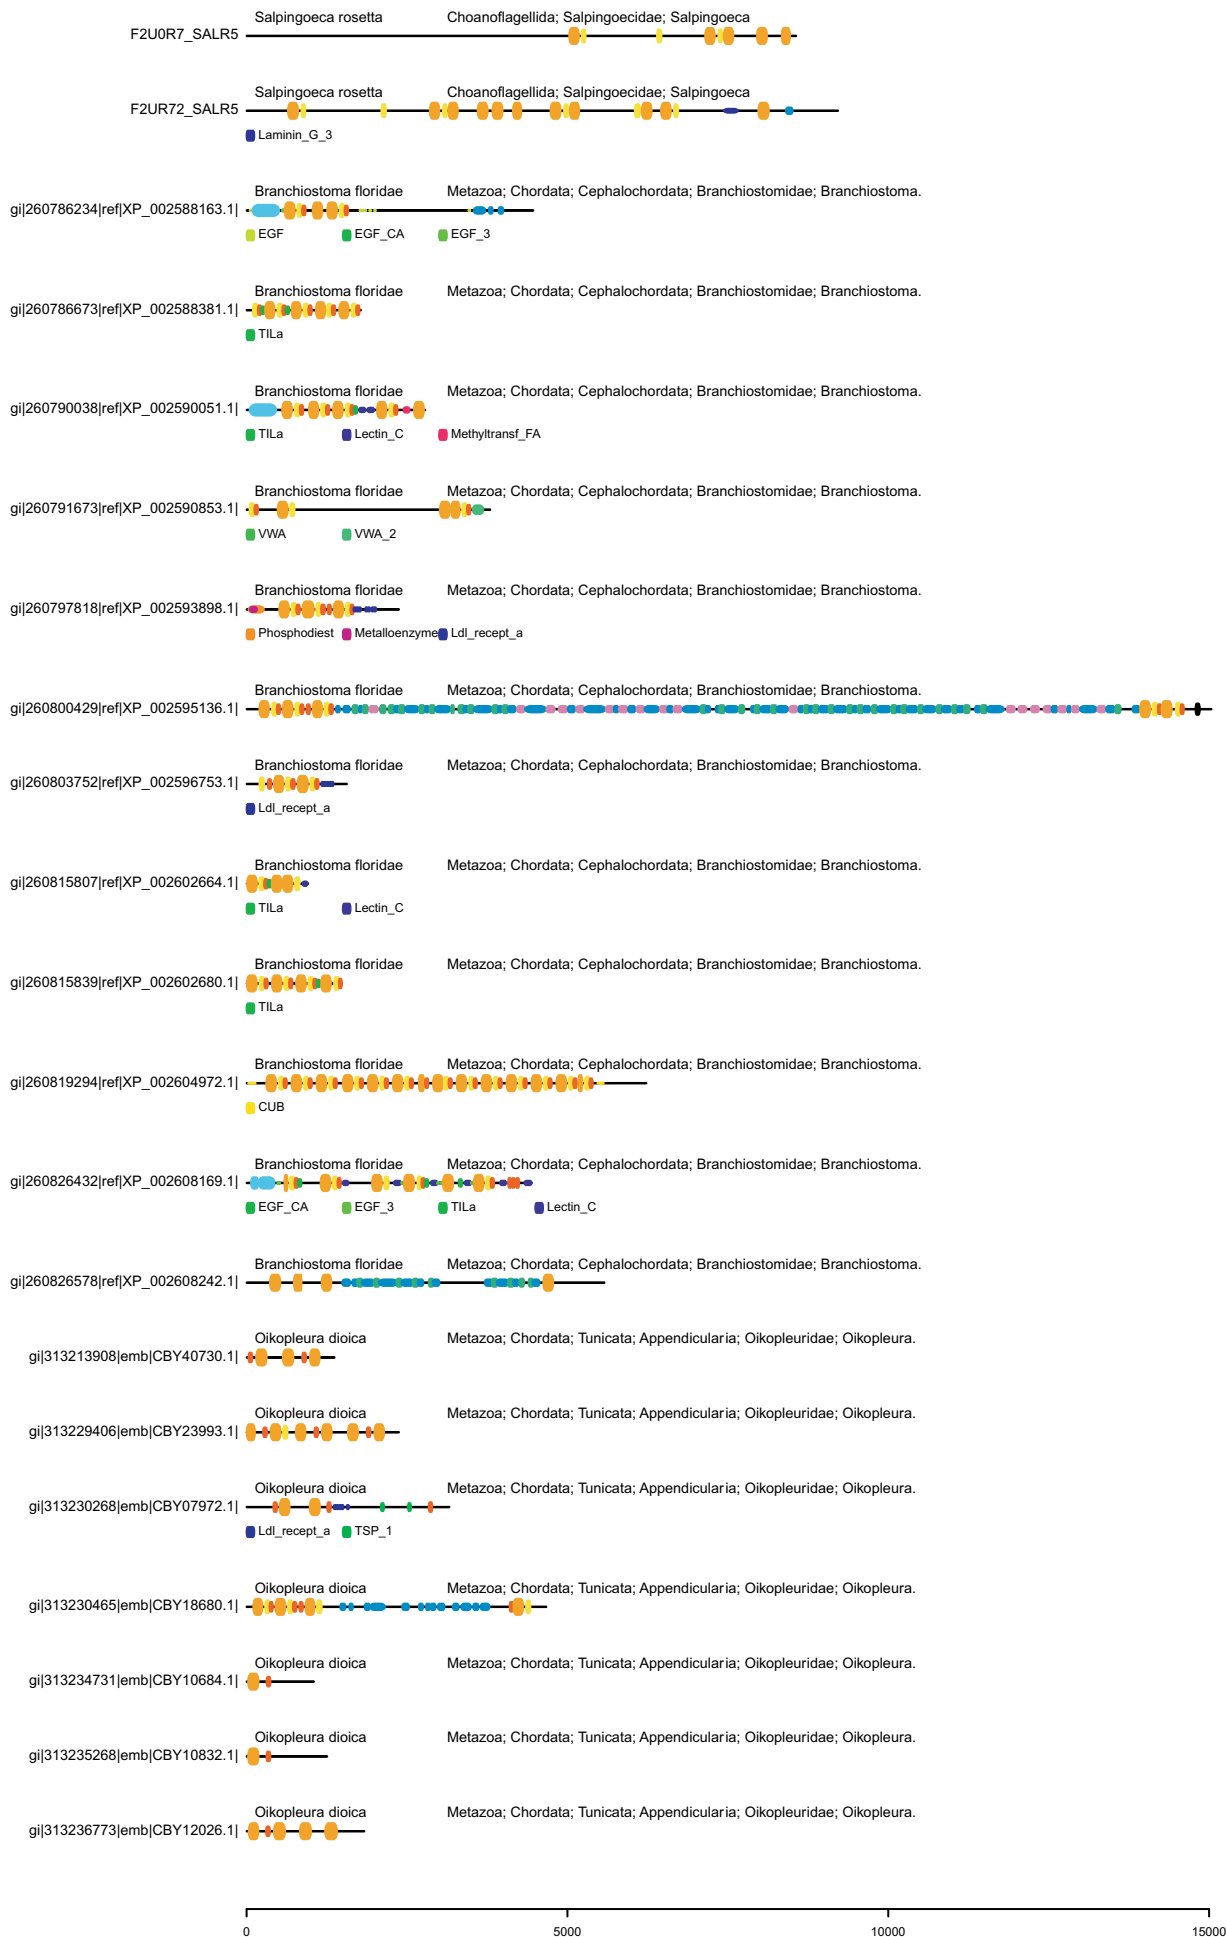 Salpingoeca rosetta Choanoflagellida; Salpingoecidae; Salpingoeca
F2U0R7_SALR5
Salpingoeca rosetta Choanoflagellida; Salpingoecidae; Salpingoeca
F2UR72_SALR5
Laminin_G_3
Branchiostoma floridae Metazoa; Chordata; Cephalochordata; Branchiostomidae; Branchiostoma.
gi|260786234|ref|XP_002588163.1|
EGF EGF_CA EGF_3
Branchiostoma floridae Metazoa; Chordata; Cephalochordata; Branchiostomidae; Branchiostoma.
gi|260786673|ref|XP_002588381.1|
TILa
Branchiostoma floridae Metazoa; Chordata; Cephalochordata; Branchiostomidae; Branchiostoma.
gi|260790038|ref|XP_002590051.1|
TILa Lectin_C Methyltransf_FA
Branchiostoma floridae Metazoa; Chordata; Cephalochordata; Branchiostomidae; Branchiostoma.
gi|260791673|ref|XP_002590853.1|
VWA VWA_2
Branchiostoma floridae Metazoa; Chordata; Cephalochordata; Branchiostomidae; Branchiostoma.
gi|260797818|ref|XP_002593898.1|
Phosphodiest Metalloenzyme Ldl_recept_a
Branchiostoma floridae Metazoa; Chordata; Cephalochordata; Branchiostomidae; Branchiostoma.
gi|260800429|ref|XP_002595136.1|
Branchiostoma floridae Metazoa; Chordata; Cephalochordata; Branchiostomidae; Branchiostoma.
gi|260803752|ref|XP_002596753.1|
Ldl_recept_a
Branchiostoma floridae Metazoa; Chordata; Cephalochordata; Branchiostomidae; Branchiostoma.
gi|260815807|ref|XP_002602664.1|
TILa Lectin_C
Branchiostoma floridae Metazoa; Chordata; Cephalochordata; Branchiostomidae; Branchiostoma.
gi|260815839|ref|XP_002602680.1|
TILa
Branchiostoma floridae Metazoa; Chordata; Cephalochordata; Branchiostomidae; Branchiostoma.
gi|260819294|ref|XP_002604972.1|
CUB
Branchiostoma floridae Metazoa; Chordata; Cephalochordata; Branchiostomidae; Branchiostoma.
gi|260826432|ref|XP_002608169.1|
EGF_CA EGF_3 TILa Lectin_C
Branchiostoma floridae Metazoa; Chordata; Cephalochordata; Branchiostomidae; Branchiostoma.
gi|260826578|ref|XP_002608242.1|
Oikopleura dioica Metazoa; Chordata; Tunicata; Appendicularia; Oikopleuridae; Oikopleura.
gi|313213908|emb|CBY40730.1|
Oikopleura dioica Metazoa; Chordata; Tunicata; Appendicularia; Oikopleuridae; Oikopleura.
gi|313229406|emb|CBY23993.1|
Oikopleura dioica Metazoa; Chordata; Tunicata; Appendicularia; Oikopleuridae; Oikopleura.
gi|313230268|emb|CBY07972.1|
Ldl_recept_a TSP_1
Oikopleura dioica Metazoa; Chordata; Tunicata; Appendicularia; Oikopleuridae; Oikopleura.
gi|313230465|emb|CBY18680.1|
Oikopleura dioica Metazoa; Chordata; Tunicata; Appendicularia; Oikopleuridae; Oikopleura.
gi|313234731|emb|CBY10684.1|
Oikopleura dioica Metazoa; Chordata; Tunicata; Appendicularia; Oikopleuridae; Oikopleura.
gi|313235268|emb|CBY10832.1|
Oikopleura dioica Metazoa; Chordata; Tunicata; Appendicularia; Oikopleuridae; Oikopleura.
gi|313236773|emb|CBY12026.1|
0 5000 10000 15000